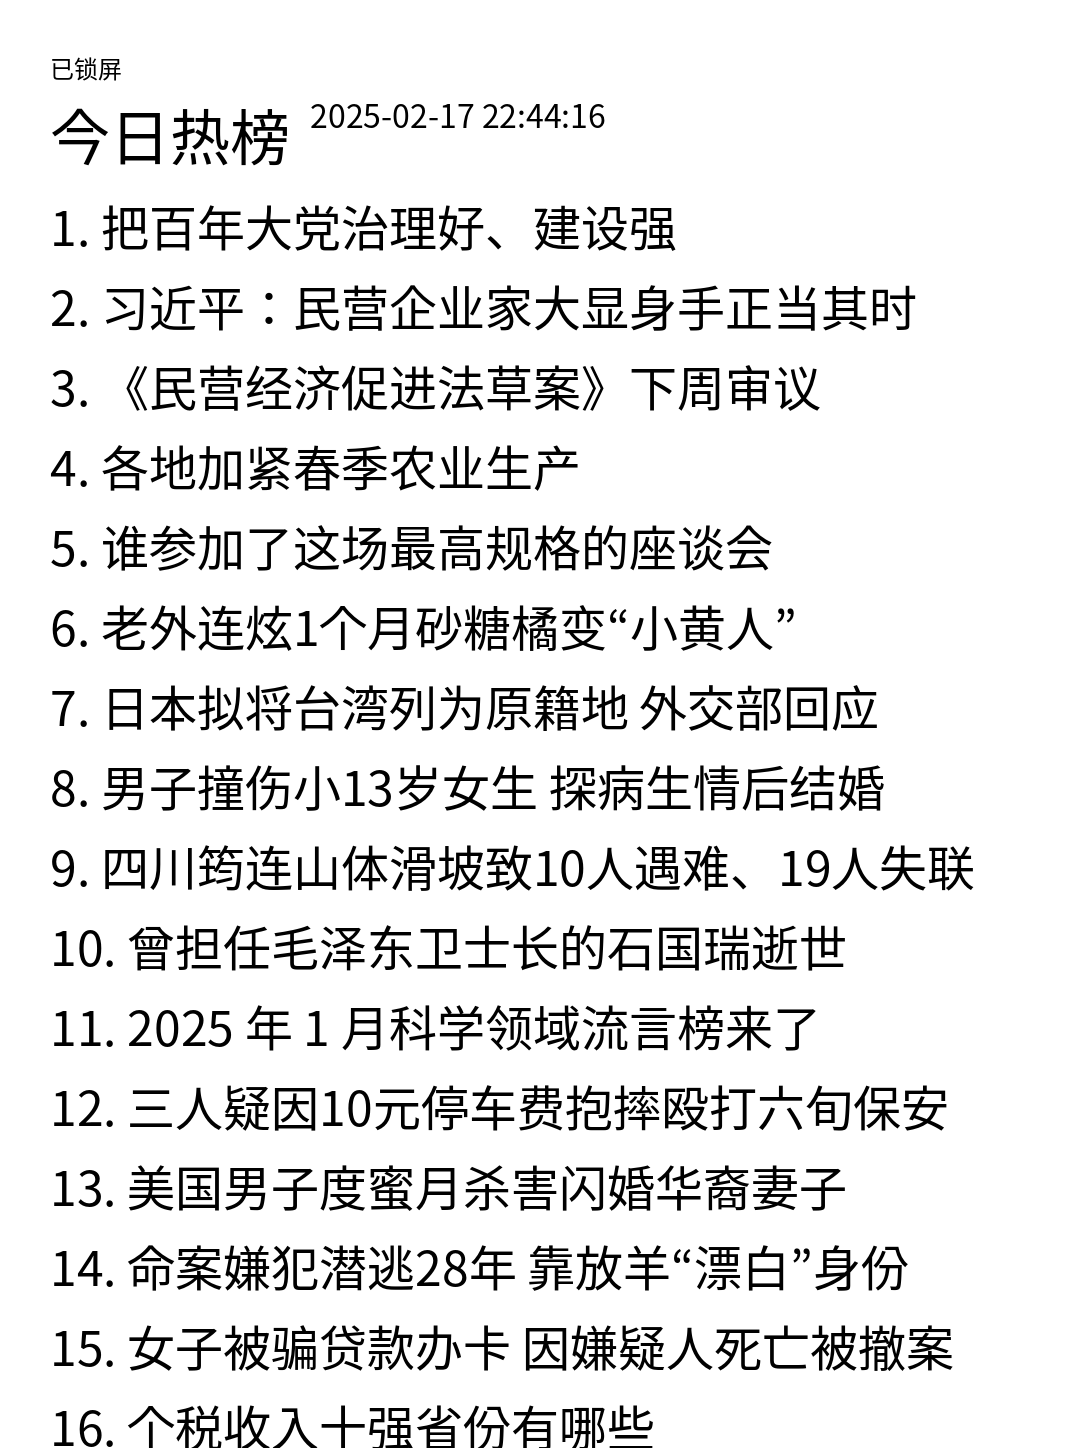 已锁屏
今日热榜 2025-02-17 22:44:16
1. 把百年大党治理好、建设强
2. 习近平：民营企业家大显身手正当其时
3. 《民营经济促进法草案》下周审议
4. 各地加紧春季农业生产
5. 谁参加了这场最高规格的座谈会
6. 老外连炫1个月砂糖橘变“小黄人”
7. 日本拟将台湾列为原籍地 外交部回应
8. 男子撞伤小13岁女生 探病生情后结婚
9. 四川筠连山体滑坡致10人遇难、19人失联
10. 曾担任毛泽东卫士长的石国瑞逝世
11. 2025 年 1 月科学领域流言榜来了
12. 三人疑因10元停车费抱摔殴打六旬保安
13. 美国男子度蜜月杀害闪婚华裔妻子
14. 命案嫌犯潜逃28年 靠放羊“漂白”身份
15. 女子被骗贷款办卡 因嫌疑人死亡被撤案
16. 个税收入十强省份有哪些